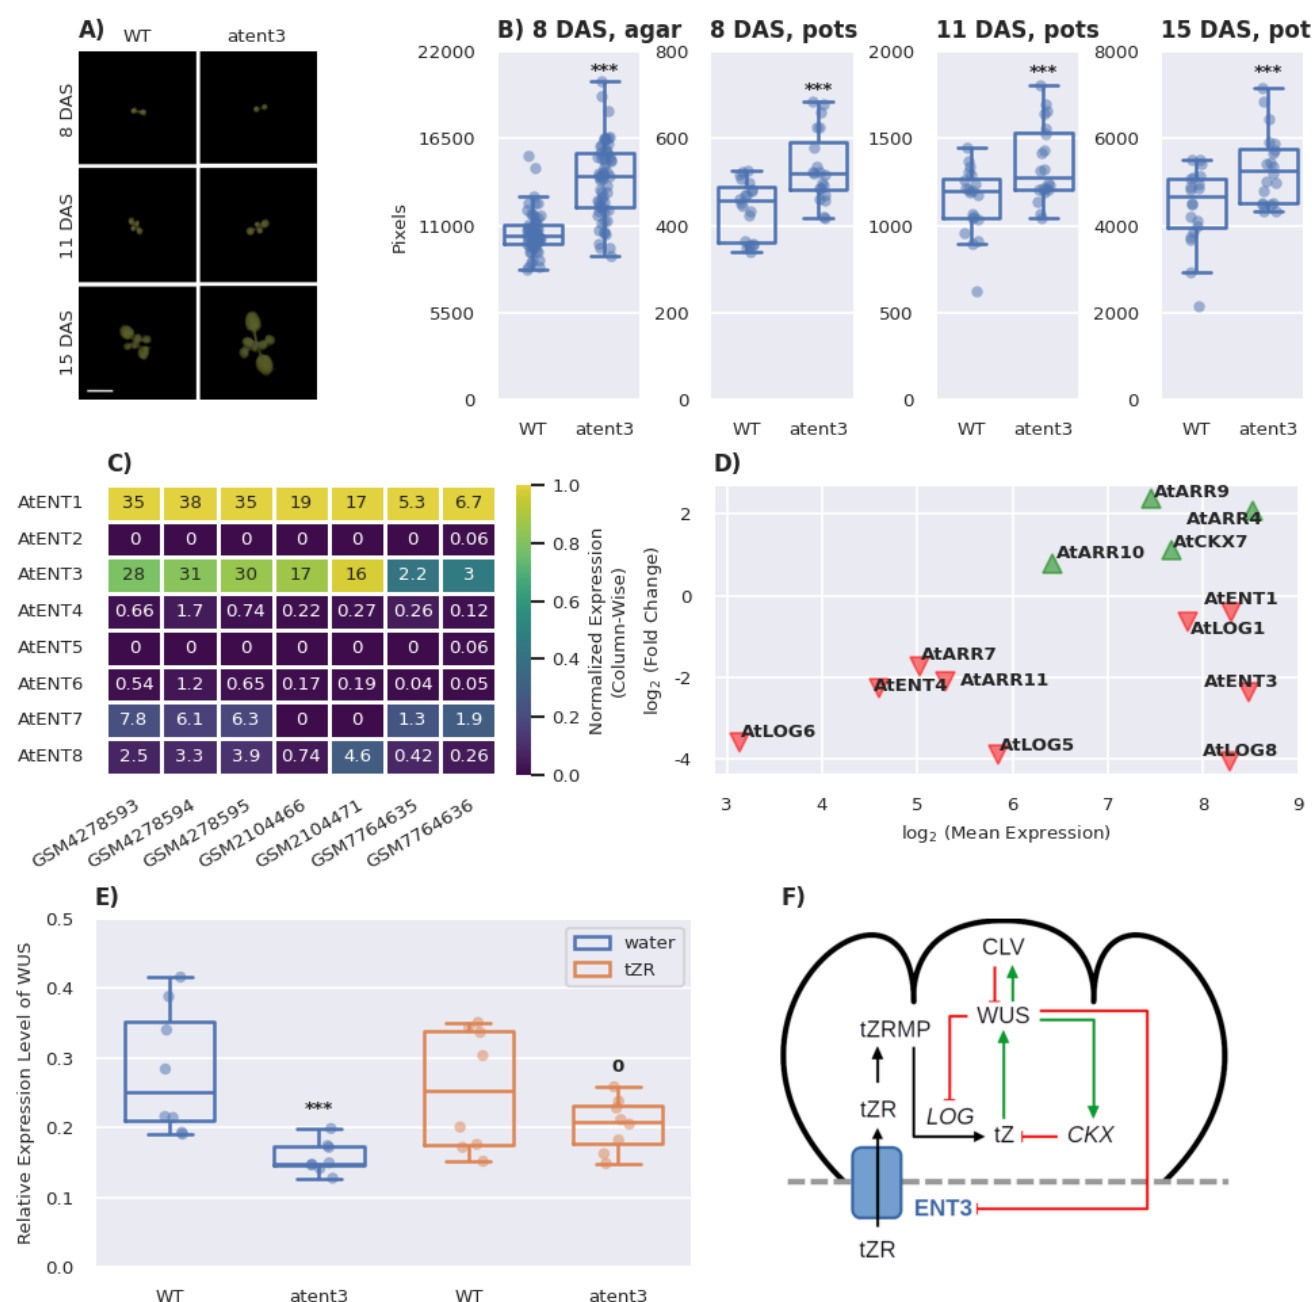 A) WT atent3
8 DAS
11 DAS
15 DAS
B) 8 DAS, agar
8 DAS, pots
11 DAS, pots
15 DAS, pot
Pixels
22000
16500
11000
5500
0
***
WT atent3
800
600
400
200
0
***
WT atent3
2000
1500
1000
500
0
***
WT atent3
8000
6000
4000
2000
0
***
WT atent3
C)
AtENT1 35 38 35 19 17 5.3 6.7
AtENT2 0 0 0 0 0 0 0.06
AtENT3 28 31 30 17 16 2.2 3
AtENT4 0.66 1.7 0.74 0.22 0.27 0.26 0.12
AtENT5 0 0 0 0 0 0 0.06
AtENT6 0.54 1.2 0.65 0.17 0.19 0.04 0.05
AtENT7 7.8 6.1 6.3 0 0 1.3 1.9
AtENT8 2.5 3.3 3.9 0.74 4.6 0.42 0.26
GSM4278593
GSM4278594
GSM4278595
GSM2104466
GSM2104471
GSM7764635
GSM7764636
1.0
0.8
0.6
0.4
0.2
0.0
Normalized Expression
(Column-Wise)
D)
log₂ (Fold Change)
2
0
-2
-4
AtARR9
AtARR4
AtCKX7
AtARR10
AtENT1
AtLOG1
AtARR7
AtENT4
AtARR11
AtENT3
AtLOG6
AtLOG5
AtLOG8
3 4 5 6 7 8 9
log₂ (Mean Expression)
E)
Relative Expression Level of WUS
0.5
0.4
0.3
0.2
0.1
0.0
water
tZR
***
o
WT atent3 WT atent3
F)
CLV
WUS
tZRMP
tZR
LOG
tZ
CKX
ENT3
tZR